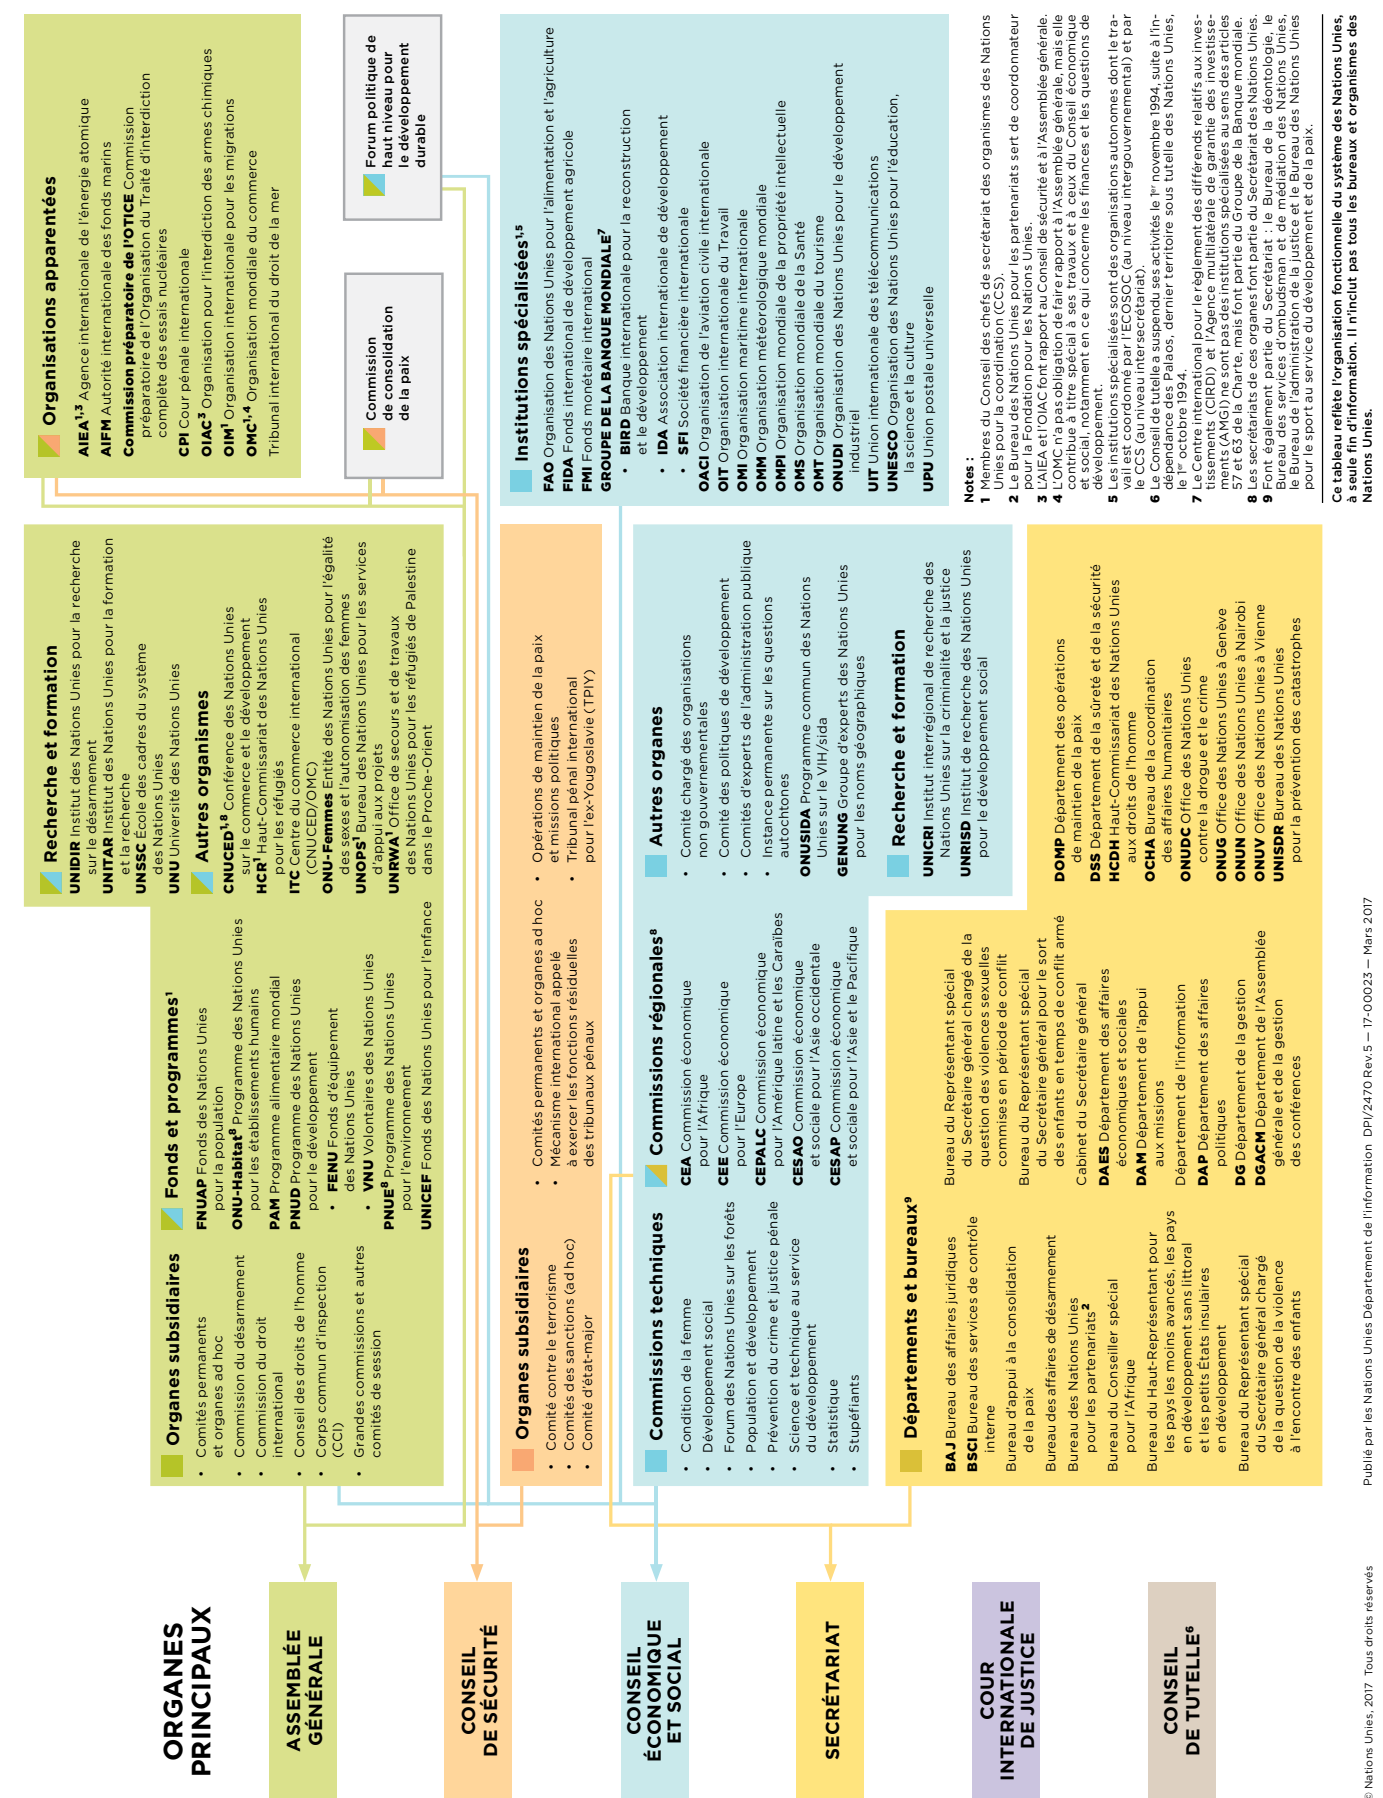 ORGANES
PRINCIPAUX
ASSEMBLÉE
GÉNÉRALE
CONSEIL
DE SÉCURITÉ
CONSEIL
ÉCONOMIQUE
ET SOCIAL
SECRÉTARIAT
COUR
INTERNATIONALE
DE JUSTICE
CONSEIL
DE TUTELLE⁶
Organes subsidiaires
• Comités permanents
et organes ad hoc
• Commission du désarmement
• Commission du droit
international
• Conseil des droits de l'homme
• Corps commun d'inspection
(CCI)
• Grandes commissions et autres
comités de session
Fonds et programmes¹
FNUAP Fonds des Nations Unies
pour la population
ONU-Habitat⁸ Programme des Nations Unies
pour les établissements humains
PAM Programme alimentaire mondial
PNUD Programme des Nations Unies
pour le développement
• FENU Fonds d'équipement
des Nations Unies
• VNU Volontaires des Nations Unies
PNUE⁸ Programme des Nations Unies
pour l'environnement
UNICEF Fonds des Nations Unies pour l'enfance
Recherche et formation
UNIDIR Institut des Nations Unies pour la recherche
sur le désarmement
UNITAR Institut des Nations Unies pour la formation
et la recherche
UNSSC École des cadres du système
des Nations Unies
UNU Université des Nations Unies
Autres organismes
CNUCED¹·⁸ Conférence des Nations Unies
sur le commerce et le développement
HCR¹ Haut-Commissariat des Nations Unies
pour les réfugiés
ITC Centre du commerce international
(CNUCED/OMC)
ONU-Femmes Entité des Nations Unies pour l'égalité
des sexes et l'autonomisation des femmes
UNOPS¹ Bureau des Nations Unies pour les services
d'appui aux projets
UNRWA¹ Office de secours et de travaux
des Nations Unies pour les réfugiés de Palestine
dans le Proche-Orient
Organisations apparentées
AIEA¹·³ Agence internationale de l'énergie atomique
AIFM Autorité internationale des fonds marins
Commission préparatoire de l'OTICE Commission
préparatoire de l'Organisation du Traité d'interdiction
complète des essais nucléaires
CPI Cour pénale internationale
OIAC³ Organisation pour l'interdiction des armes chimiques
OIM¹ Organisation internationale pour les migrations
OMC¹·⁴ Organisation mondiale du commerce
Tribunal international du droit de la mer
Commission
de consolidation
de la paix
Forum politique de
haut niveau pour
le développement
durable
Organes subsidiaires
• Comité contre le terrorisme
• Comités des sanctions (ad hoc)
• Comité d'état-major
• Comités permanents et organes ad hoc
• Mécanisme international appelé
à exercer les fonctions résiduelles
des tribunaux pénaux
• Opérations de maintien de la paix
et missions politiques
• Tribunal pénal international
pour l'ex-Yougoslavie (TPIY)
Commissions techniques
• Condition de la femme
• Développement social
• Forum des Nations Unies sur les forêts
• Population et développement
• Prévention du crime et justice pénale
• Science et technique au service
du développement
• Statistique
• Stupéfiants
Commissions régionales⁸
CEA Commission économique
pour l'Afrique
CEE Commission économique
pour l'Europe
CEPALC Commission économique
pour l'Amérique latine et les Caraïbes
CESAO Commission économique
et sociale pour l'Asie occidentale
CESAP Commission économique
et sociale pour l'Asie et le Pacifique
Autres organes
• Comité chargé des organisations
non gouvernementales
• Comité des politiques de développement
• Comités d'experts de l'administration publique
• Instance permanente sur les questions
autochtones
ONUSIDA Programme commun des Nations
Unies sur le VIH/sida
GENUNG Groupe d'experts des Nations Unies
pour les noms géographiques
Recherche et formation
UNICRI Institut interrégional de recherche des
Nations Unies sur la criminalité et la justice
UNRISD Institut de recherche des Nations Unies
pour le développement social
Institutions spécialisées¹·⁵
FAO Organisation des Nations Unies pour l'alimentation et l'agriculture
FIDA Fonds international de développement agricole
FMI Fonds monétaire international
GROUPE DE LA BANQUE MONDIALE⁷
• BIRD Banque internationale pour la reconstruction
et le développement
• IDA Association internationale de développement
• SFI Société financière internationale
OACI Organisation de l'aviation civile internationale
OIT Organisation internationale du Travail
OMI Organisation maritime internationale
OMM Organisation météorologique mondiale
OMPI Organisation mondiale de la propriété intellectuelle
OMS Organisation mondiale de la Santé
OMT Organisation mondiale du tourisme
ONUDI Organisation des Nations Unies pour le développement
industriel
UIT Union internationale des télécommunications
UNESCO Organisation des Nations Unies pour l'éducation,
la science et la culture
UPU Union postale universelle
Départements et bureaux⁹
BAJ Bureau des affaires juridiques
BSCI Bureau des services de contrôle
interne
Bureau d'appui à la consolidation
de la paix
Bureau des affaires de désarmement
Bureau des Nations Unies
pour les partenariats²
Bureau du Conseiller spécial
pour l'Afrique
Bureau du Haut-Représentant pour
les pays les moins avancés, les pays
en développement sans littoral
et les petits États insulaires
en développement
Bureau du Représentant spécial
du Secrétaire général chargé
de la question de la violence
à l'encontre des enfants
Bureau du Représentant spécial
du Secrétaire général chargé de la
question des violences sexuelles
commises en période de conflit
Bureau du Représentant spécial
du Secrétaire général pour le sort
des enfants en temps de conflit armé
Cabinet du Secrétaire général
DAES Département des affaires
économiques et sociales
DAM Département de l'appui
aux missions
Département de l'information
DAP Département des affaires
politiques
DG Département de la gestion
DGACM Département de l'Assemblée
générale et de la gestion
des conférences
DOMP Département des opérations
de maintien de la paix
DSS Département de la sûreté et de la sécurité
HCDH Haut-Commissariat des Nations Unies
aux droits de l'homme
OCHA Bureau de la coordination
des affaires humanitaires
ONUDC Office des Nations Unies
contre la drogue et le crime
ONUG Office des Nations Unies à Genève
ONUN Office des Nations Unies à Nairobi
ONUV Office des Nations Unies à Vienne
UNISDR Bureau des Nations Unies
pour la prévention des catastrophes
Notes :
1 Membres du Conseil des chefs de secrétariat des organismes des Nations
Unies pour la coordination (CCS).
2 Le Bureau des Nations Unies pour les partenariats sert de coordonnateur
pour la Fondation pour les Nations Unies.
3 L'AIEA et l'OIAC font rapport au Conseil de sécurité et à l'Assemblée générale.
4 L'OMC n'a pas obligation de faire rapport à l'Assemblée générale, mais elle
contribue à titre spécial à ses travaux et à ceux du Conseil économique
et social, notamment en ce qui concerne les finances et les questions de
développement.
5 Les institutions spécialisées sont des organisations autonomes dont le tra-
vail est coordonné par l'ECOSOC (au niveau intergouvernemental) et par
le CCS (au niveau intersecrétariat).
6 Le Conseil de tutelle a suspendu ses activités le 1ᵉʳ novembre 1994, suite à l'in-
dépendance des Palaos, dernier territoire sous tutelle des Nations Unies,
le 1ᵉʳ octobre 1994.
7 Le Centre international pour le règlement des différends relatifs aux inves-
tissements (CIRDI) et l'Agence multilatérale de garantie des investisse-
ments (AMGI) ne sont pas des institutions spécialisées au sens des articles
57 et 63 de la Charte, mais font partie du Groupe de la Banque mondiale.
8 Les secrétariats de ces organes font partie du Secrétariat des Nations Unies.
9 Font également partie du Secrétariat : le Bureau de la déontologie, le
Bureau des services d'ombudsman et de médiation des Nations Unies,
le Bureau de l'administration de la justice et le Bureau des Nations Unies
pour le sport au service du développement et de la paix.
Ce tableau reflète l'organisation fonctionnelle du système des Nations Unies,
à seule fin d'information. Il n'inclut pas tous les bureaux et organismes des
Nations Unies.
© Nations Unies, 2017 Tous droits réservés
Publié par les Nations Unies Département de l'information DPI/2470 Rev.5 — 17-00023 — Mars 2017